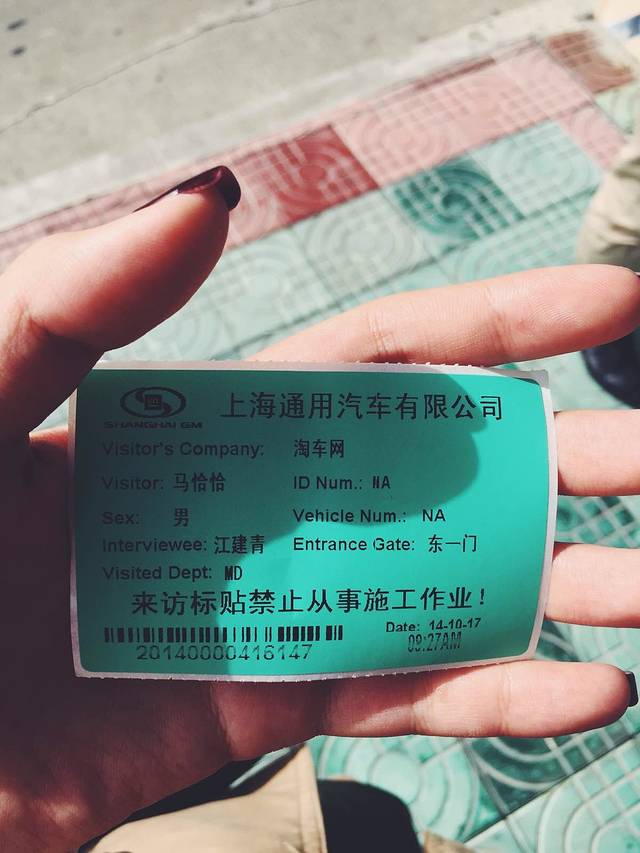 上海通用汽车有限公司
SHANGHAI GM
Visitor's Company: 淘车网
Visitor: 马恰恰 ID Num.: NA
Sex: 男 Vehicle Num.: NA
Interviewee: 江建青 Entrance Gate: 东一门
Visited Dept: MD
来访标贴禁止从事施工作业!
Date: 14-10-17
20140000416147 09:27AM